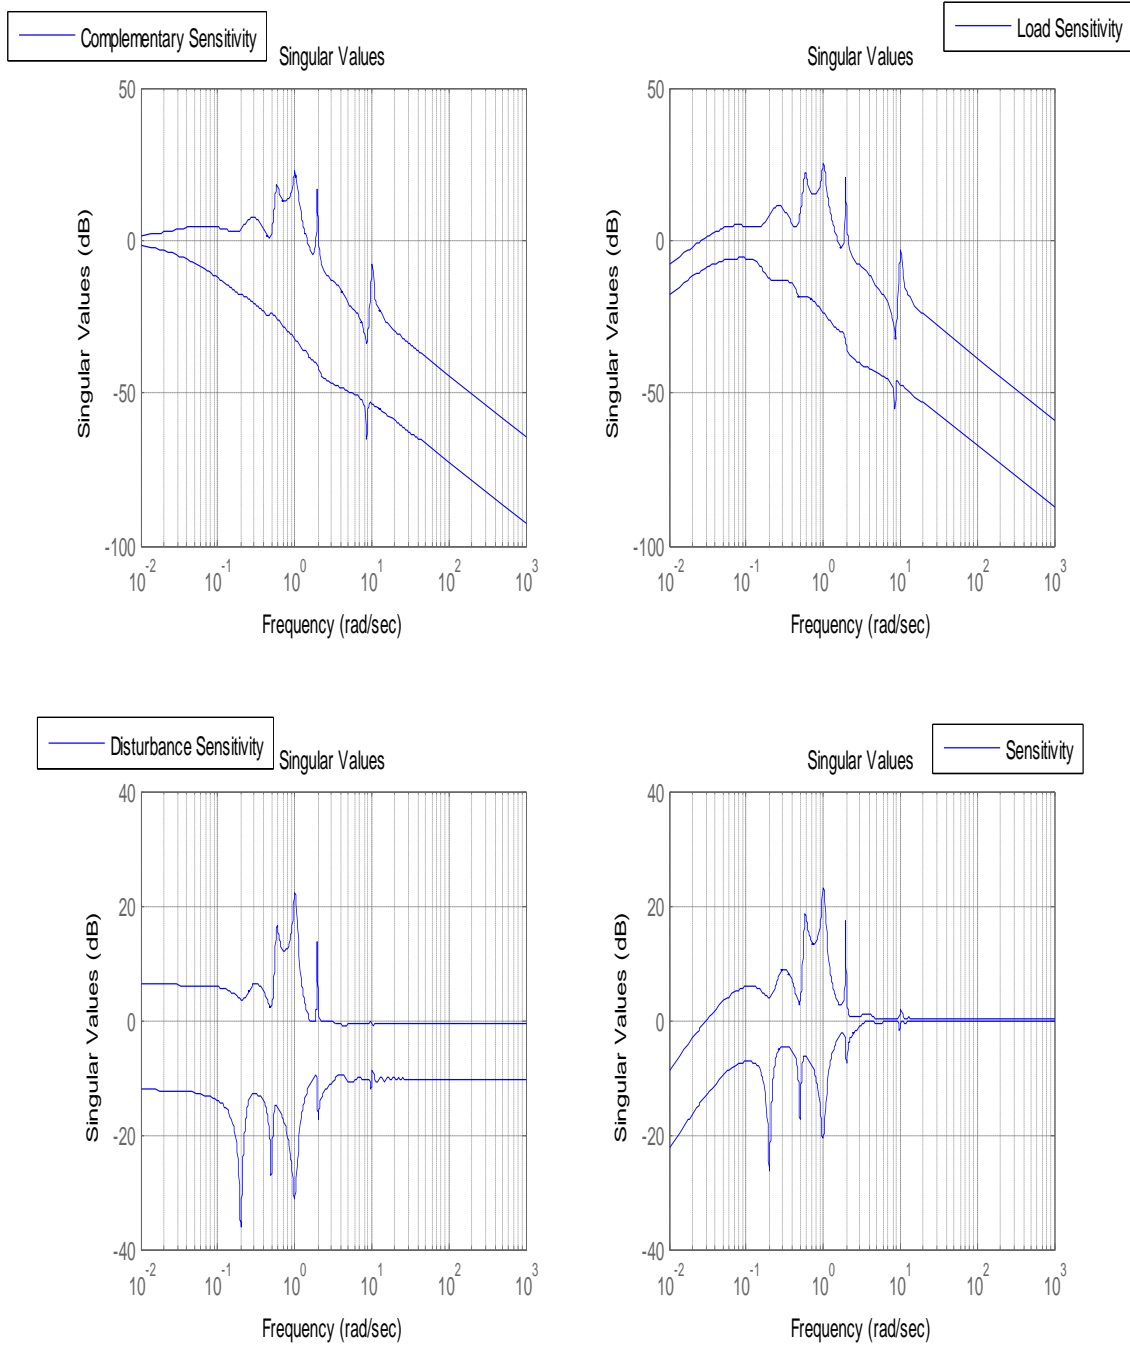 Complementary Sensitivity
Singular Values
50
0
-50
-100
Singular Values (dB)
10^-2 10^-1 10^0 10^1 10^2 10^3
Frequency (rad/sec)
Load Sensitivity
Singular Values
50
0
-50
-100
Singular Values (dB)
10^-2 10^-1 10^0 10^1 10^2 10^3
Frequency (rad/sec)
Disturbance Sensitivity
Singular Values
40
20
0
-20
-40
Singular Values (dB)
10^-2 10^-1 10^0 10^1 10^2 10^3
Frequency (rad/sec)
Sensitivity
Singular Values
40
20
0
-20
-40
Singular Values (dB)
10^-2 10^-1 10^0 10^1 10^2 10^3
Frequency (rad/sec)